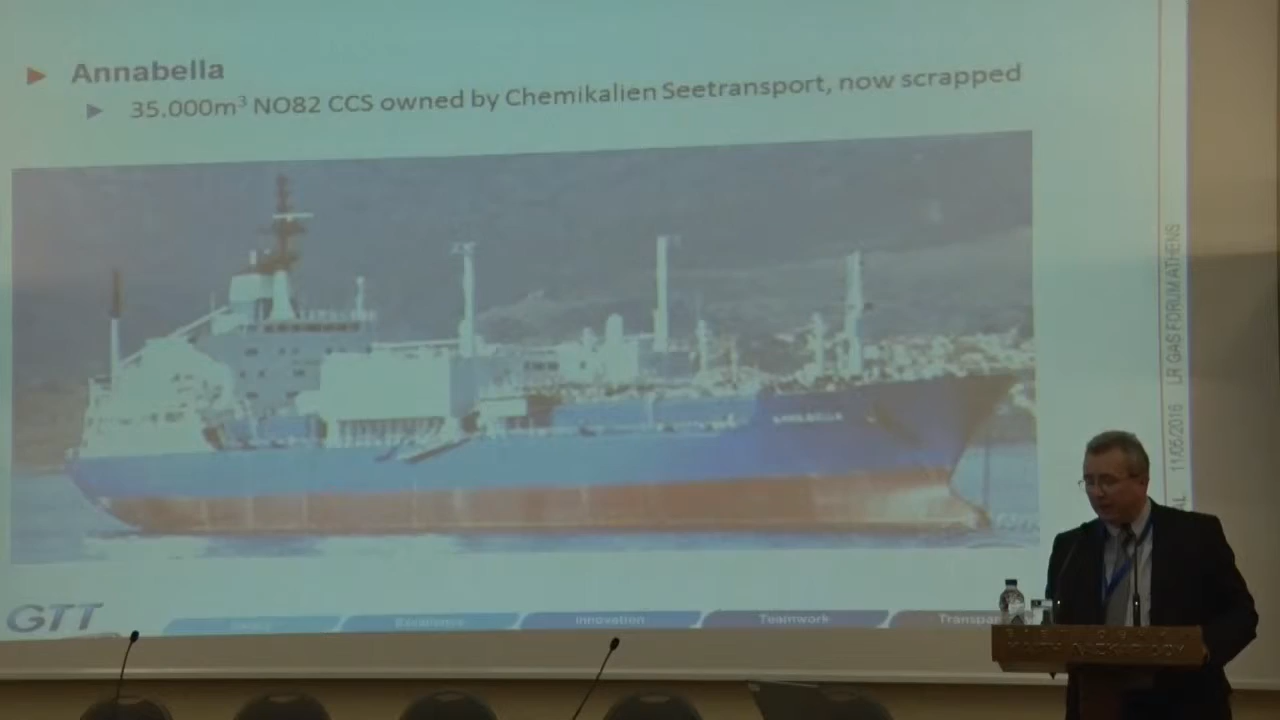 Annabella
35.000m³ NO82 CCS owned by Chemikalien Seetransport, now scrapped
LR GAS FORUM ATHENS
11/05/2016
GTT
Excellence
Innovation
Teamwork